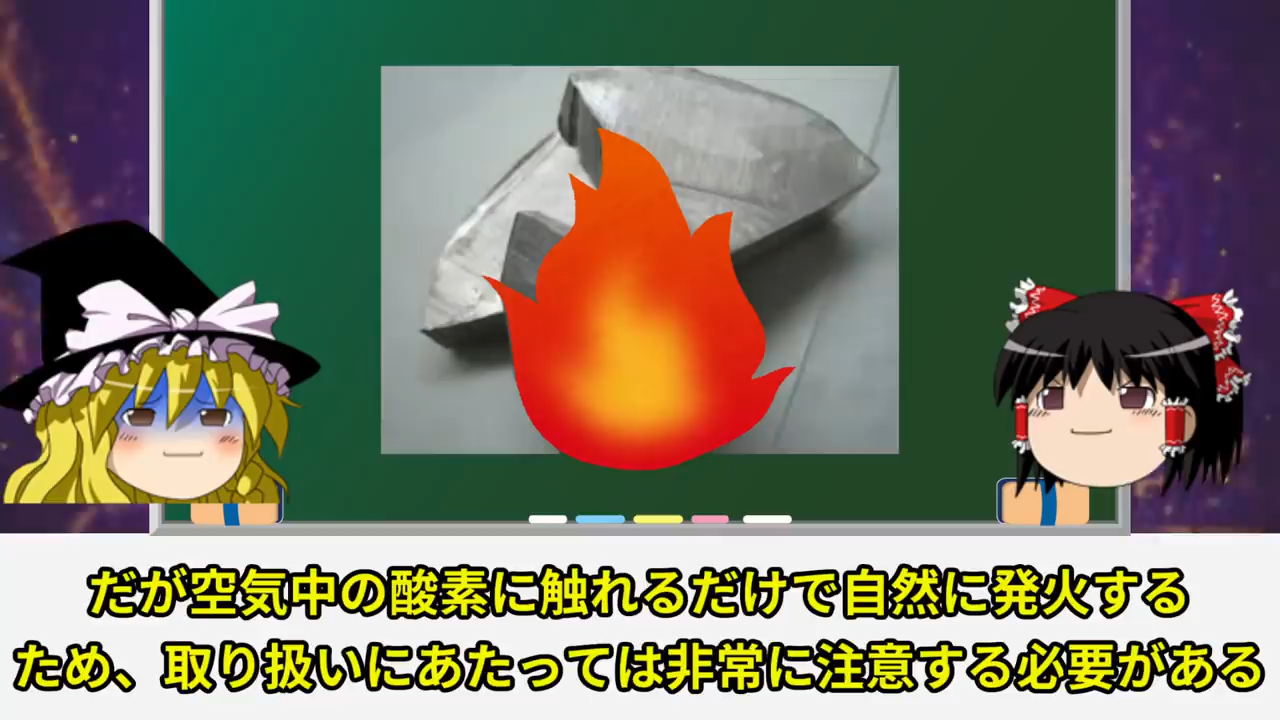 だが空気中の酸素に触れるだけで自然に発火する
ため、取り扱いにあたっては非常に注意する必要がある